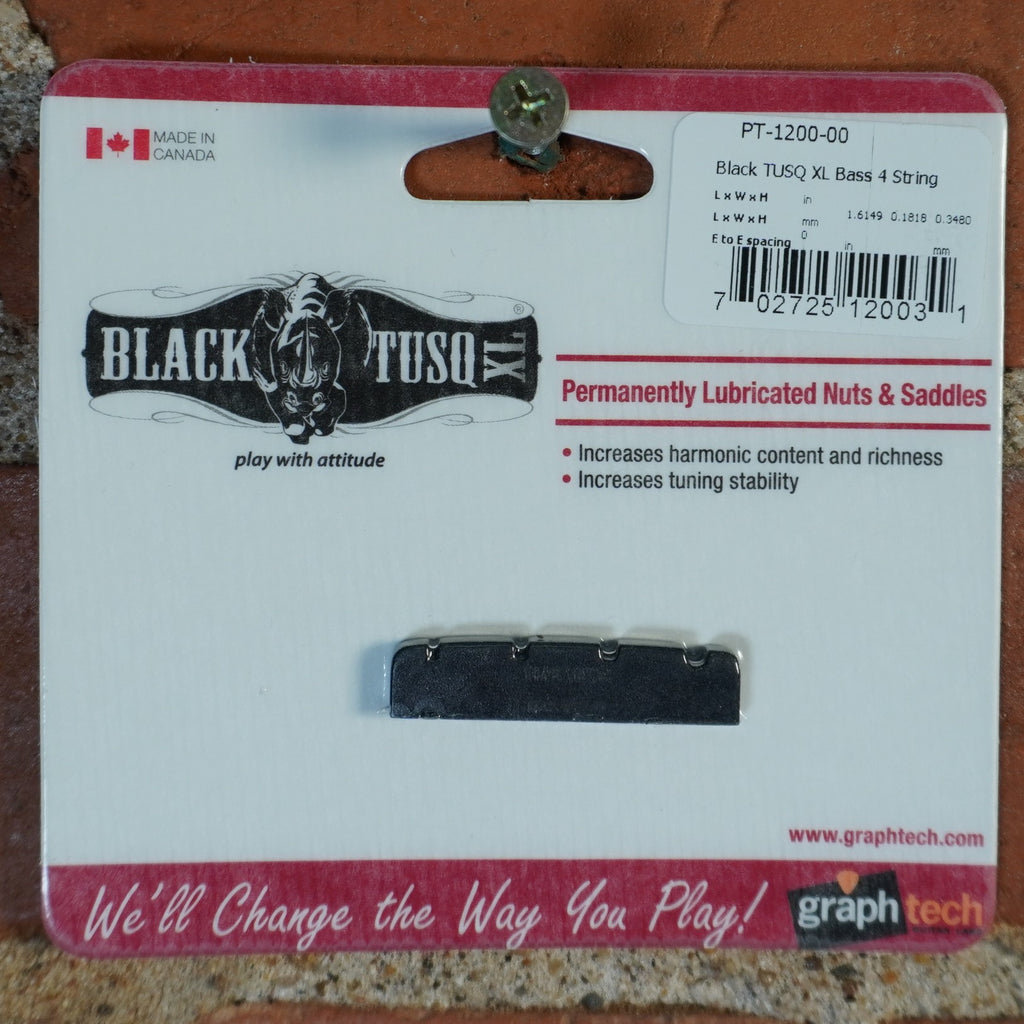 MADE IN
CANADA
PT-1200-00
Black TUSQ XL Bass 4 String
L x W x H in
L x W x H mm 1.6149 0.1818 0.3480
E to E spacing 0 in mm
7 02725 12003 1
BLACK TUSQ XL ®
play with attitude
Permanently Lubricated Nuts & Saddles
• Increases harmonic content and richness
• Increases tuning stability
www.graphtech.com
We'll Change the Way You Play!
graph tech